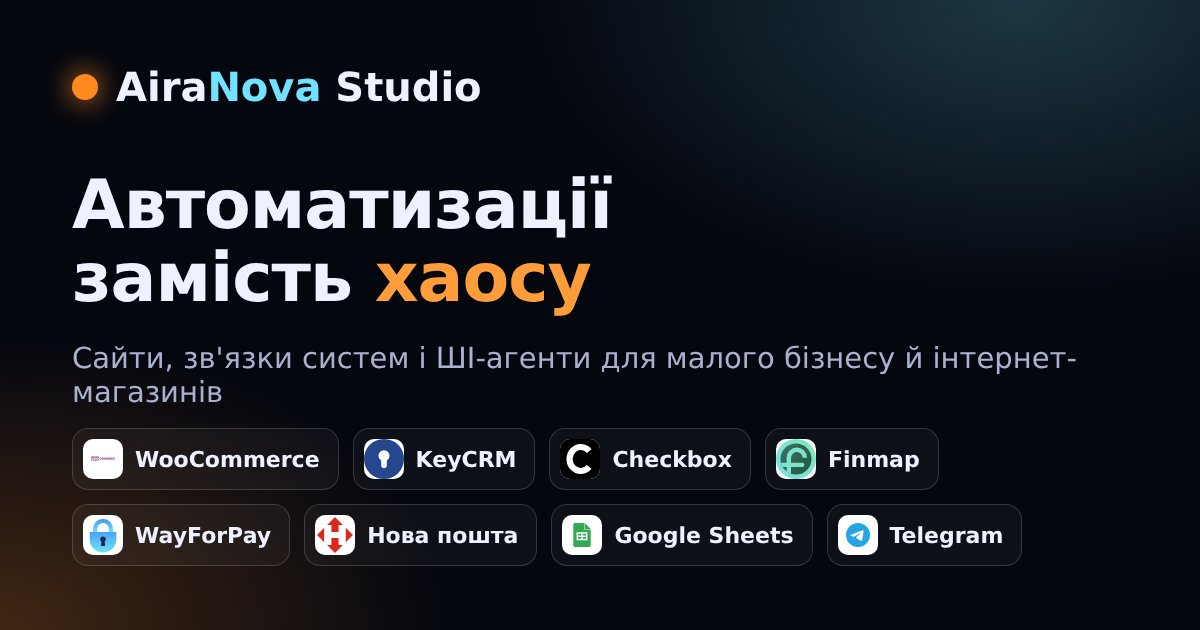 AiraNova Studio
Автоматизації
замість хаосу
Сайти, зв'язки систем і ШІ-агенти для малого бізнесу й інтернет-
магазинів
WooCommerce KeyCRM Checkbox Finmap
WayForPay Нова пошта Google Sheets Telegram